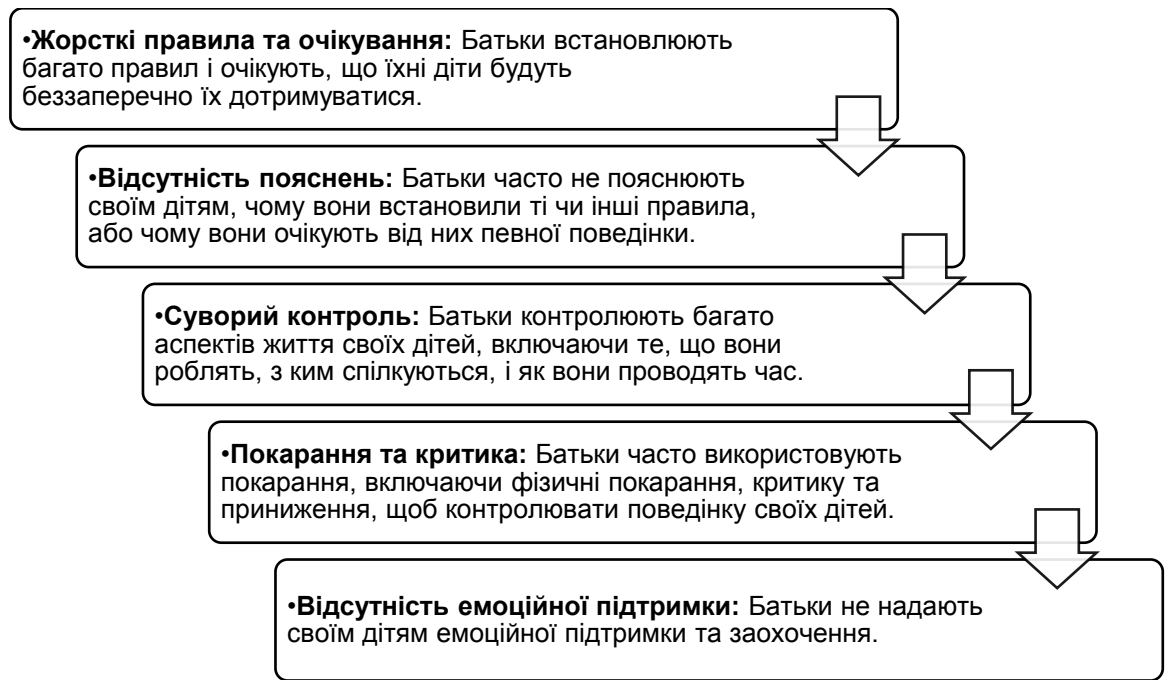 •Жорсткі правила та очікування: Батьки встановлюють
багато правил і очікують, що їхні діти будуть
беззаперечно їх дотримуватися.
•Відсутність пояснень: Батьки часто не пояснюють
своїм дітям, чому вони встановили ті чи інші правила,
або чому вони очікують від них певної поведінки.
•Суворий контроль: Батьки контролюють багато
аспектів життя своїх дітей, включаючи те, що вони
роблять, з ким спілкуються, і як вони проводять час.
•Покарання та критика: Батьки часто використовують
покарання, включаючи фізичні покарання, критику та
приниження, щоб контролювати поведінку своїх дітей.
•Відсутність емоційної підтримки: Батьки не надають
своїм дітям емоційної підтримки та заохочення.